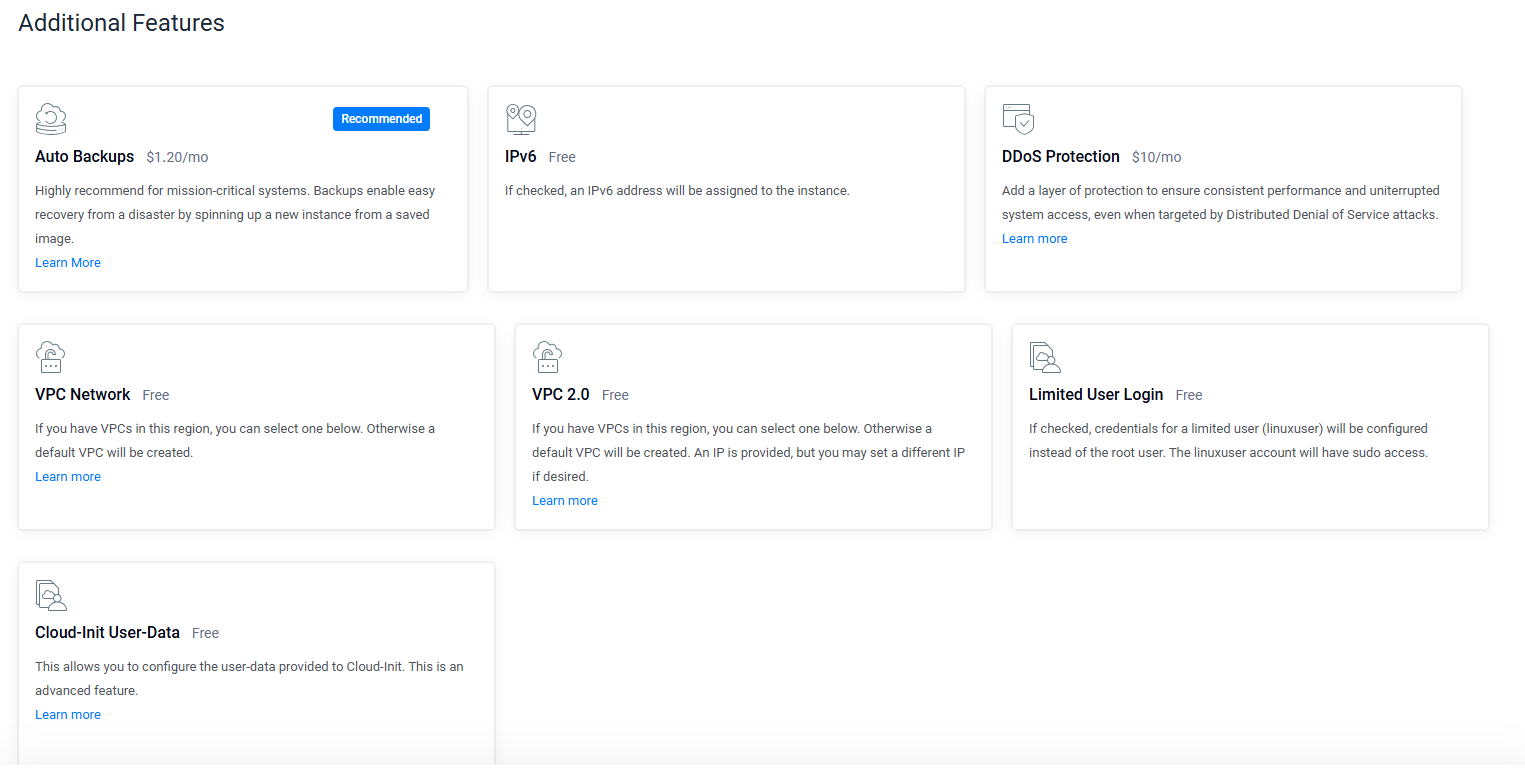 Additional Features
Recommended
Auto Backups $1.20/mo
Highly recommend for mission-critical systems. Backups enable easy
recovery from a disaster by spinning up a new instance from a saved
image.
Learn More
IPv6 Free
If checked, an IPv6 address will be assigned to the instance.
DDoS Protection $10/mo
Add a layer of protection to ensure consistent performance and uniterrupted
system access, even when targeted by Distributed Denial of Service attacks.
Learn more
VPC Network Free
If you have VPCs in this region, you can select one below. Otherwise a
default VPC will be created.
Learn more
VPC 2.0 Free
If you have VPCs in this region, you can select one below. Otherwise a
default VPC will be created. An IP is provided, but you may set a different IP
if desired.
Learn more
Limited User Login Free
If checked, credentials for a limited user (linuxuser) will be configured
instead of the root user. The linuxuser account will have sudo access.
Cloud-Init User-Data Free
This allows you to configure the user-data provided to Cloud-Init. This is an
advanced feature.
Learn more